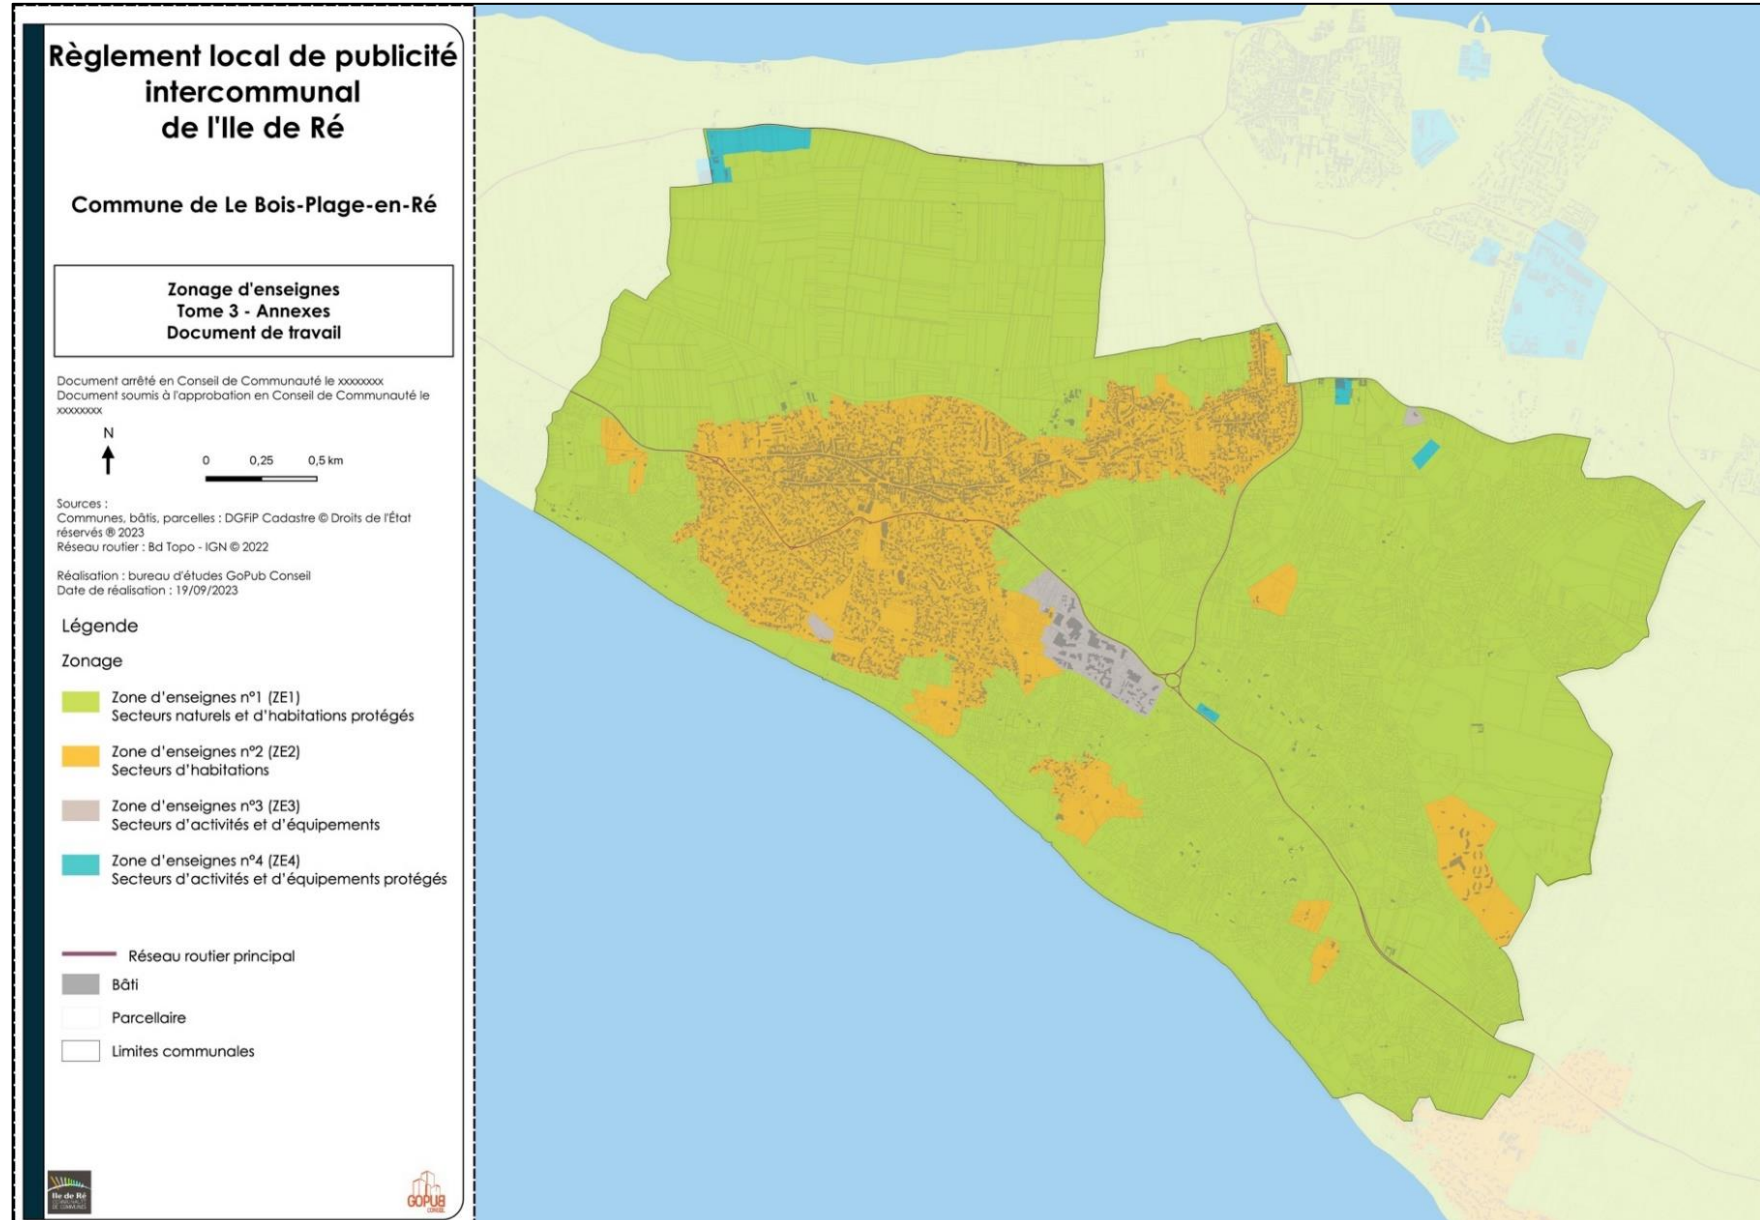 Règlement local de publicité
intercommunal
de l'Ile de Ré
Commune de Le Bois-Plage-en-Ré
Zonage d'enseignes
Tome 3 - Annexes
Document de travail
Document arrêté en Conseil de Communauté le xxxxxxxx
Document soumis à l'approbation en Conseil de Communauté le
xxxxxxxx
N
0 0,25 0,5 km
Sources :
Communes, bâtis, parcelles : DGFiP Cadastre © Droits de l'État
réservés ® 2023
Réseau routier : Bd Topo - IGN © 2022
Réalisation : bureau d'études GoPub Conseil
Date de réalisation : 19/09/2023
Légende
Zonage
Zone d'enseignes n°1 (ZE1)
Secteurs naturels et d'habitations protégés
Zone d'enseignes n°2 (ZE2)
Secteurs d'habitations
Zone d'enseignes n°3 (ZE3)
Secteurs d'activités et d'équipements
Zone d'enseignes n°4 (ZE4)
Secteurs d'activités et d'équipements protégés
Réseau routier principal
Bâti
Parcellaire
Limites communales
Ile de Ré
GOPUB
CONSEIL